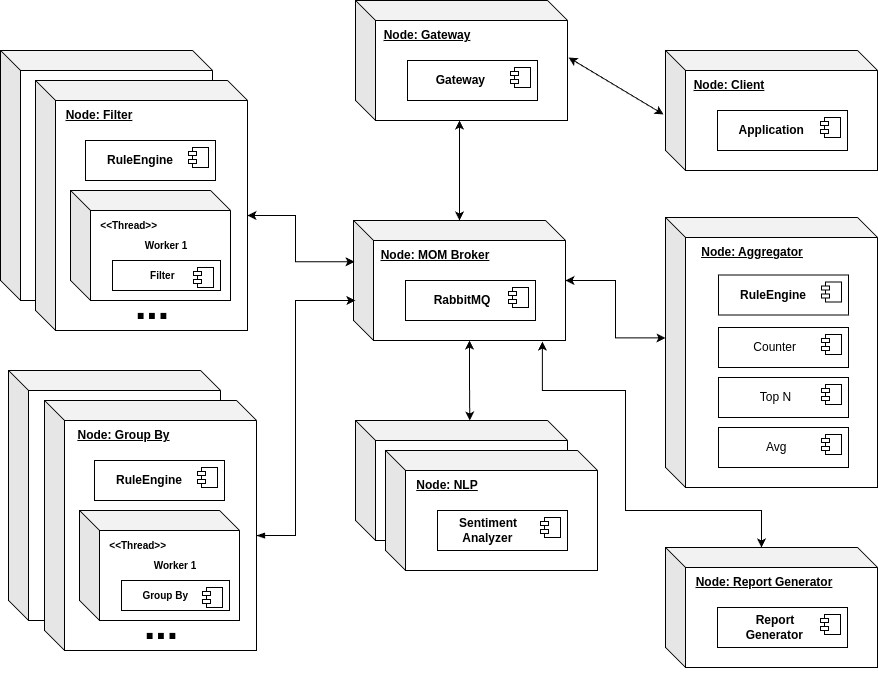 Node: Gateway
Gateway
Node: Client
Application
Node: Filter
RuleEngine
<<Thread>>
Worker 1
Filter
Node: MOM Broker
RabbitMQ
Node: Aggregator
RuleEngine
Counter
Top N
Avg
Node: Group By
RuleEngine
<<Thread>>
Worker 1
Group By
Node: NLP
Sentiment
Analyzer
Node: Report Generator
Report
Generator